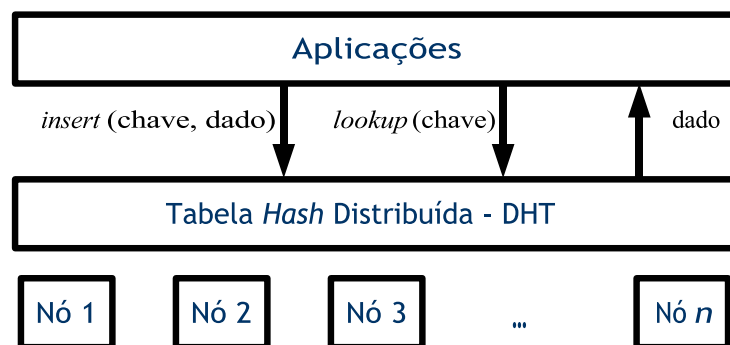 Aplicações
insert (chave, dado) lookup (chave) dado
Tabela Hash Distribuída - DHT
Nó 1 Nó 2 Nó 3 ... Nó n